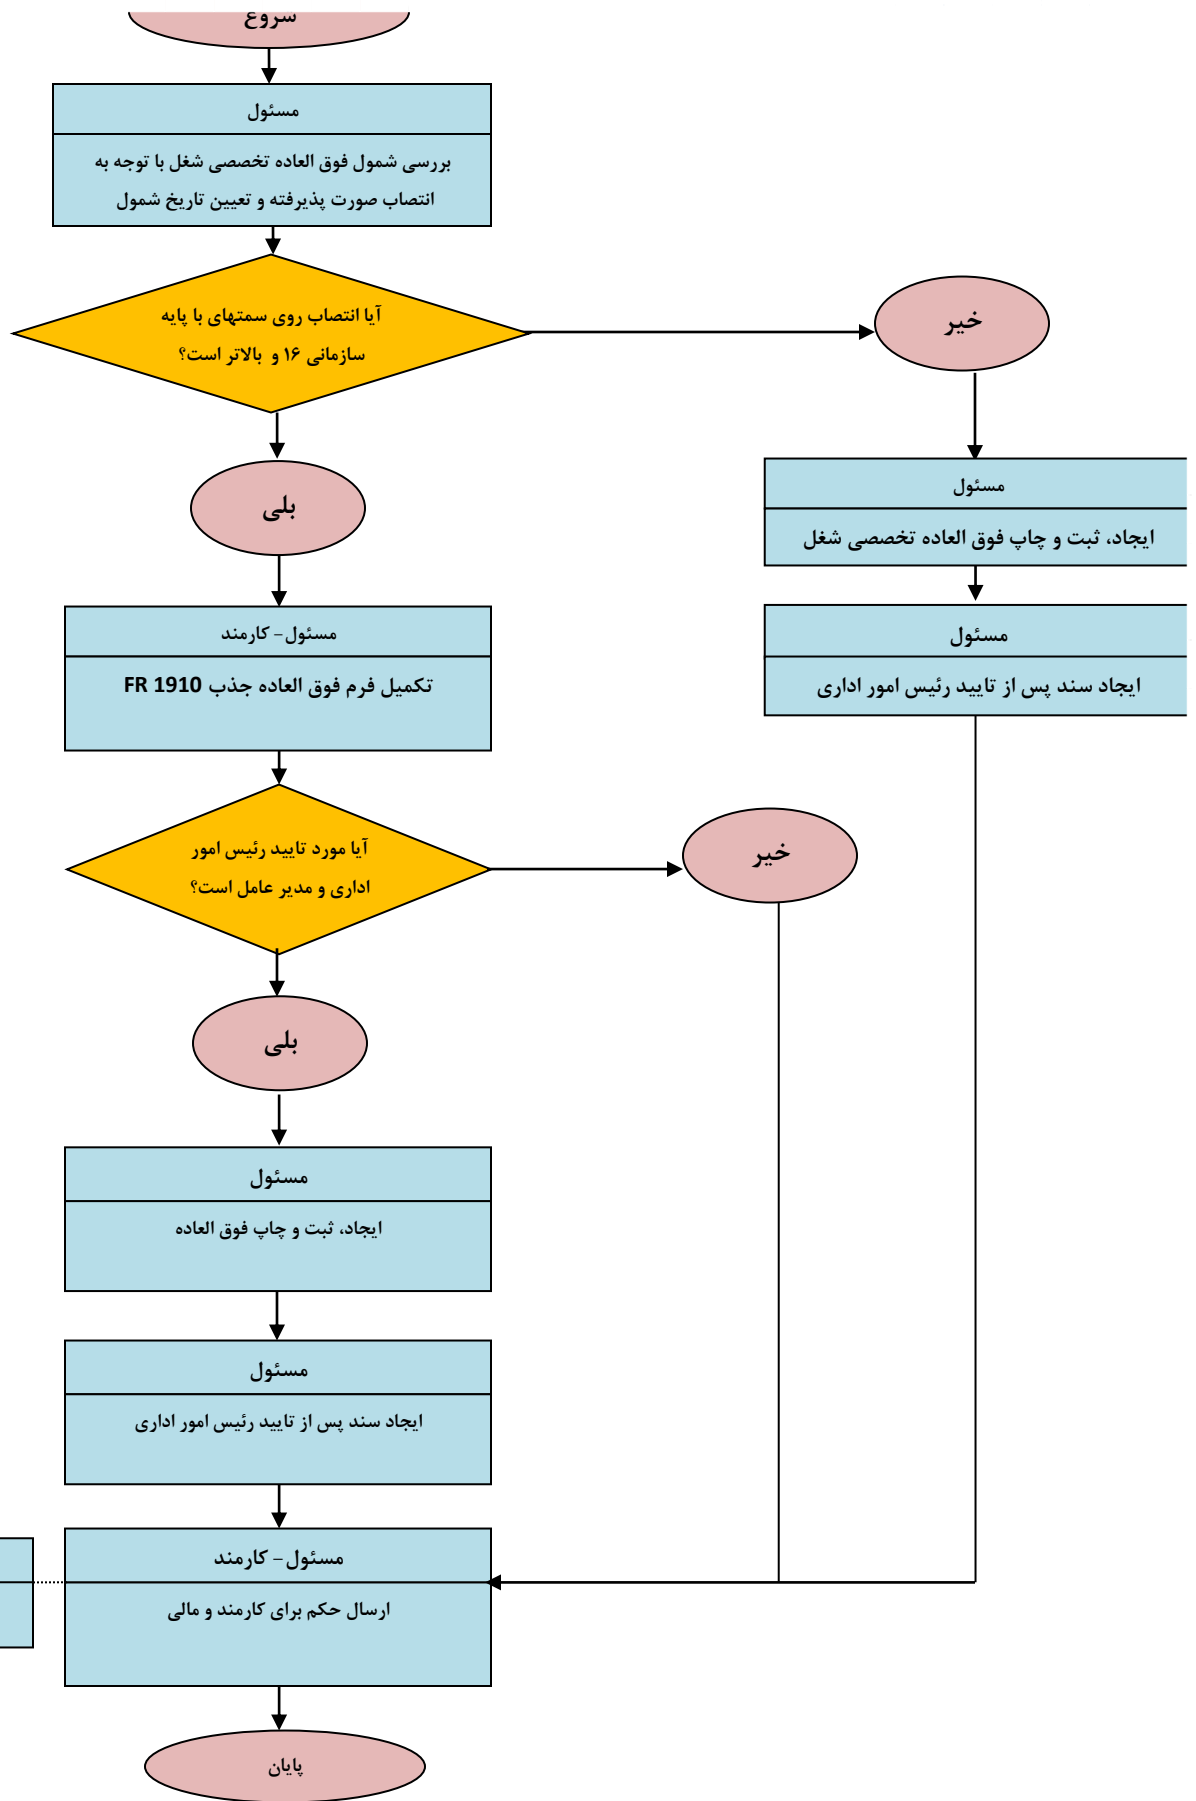 شروع
مسئول
بررسی شمول فوق العاده تخصصی شغل با توجه به
انتصاب صورت پذیرفته و تعیین تاریخ شمول
آیا انتصاب روی سمتهای با پایه
سازمانی ۱۶ و بالاتر است؟
خیر
بلی
مسئول
ایجاد، ثبت و چاپ فوق العاده تخصصی شغل
مسئول
ایجاد سند پس از تایید رئیس امور اداری
مسئول- کارمند
تکمیل فرم فوق العاده جذب FR 1910
آیا مورد تایید رئیس امور
اداری و مدیر عامل است؟
خیر
بلی
مسئول
ایجاد، ثبت و چاپ فوق العاده
مسئول
ایجاد سند پس از تایید رئیس امور اداری
مسئول- کارمند
ارسال حکم برای کارمند و مالی
پایان